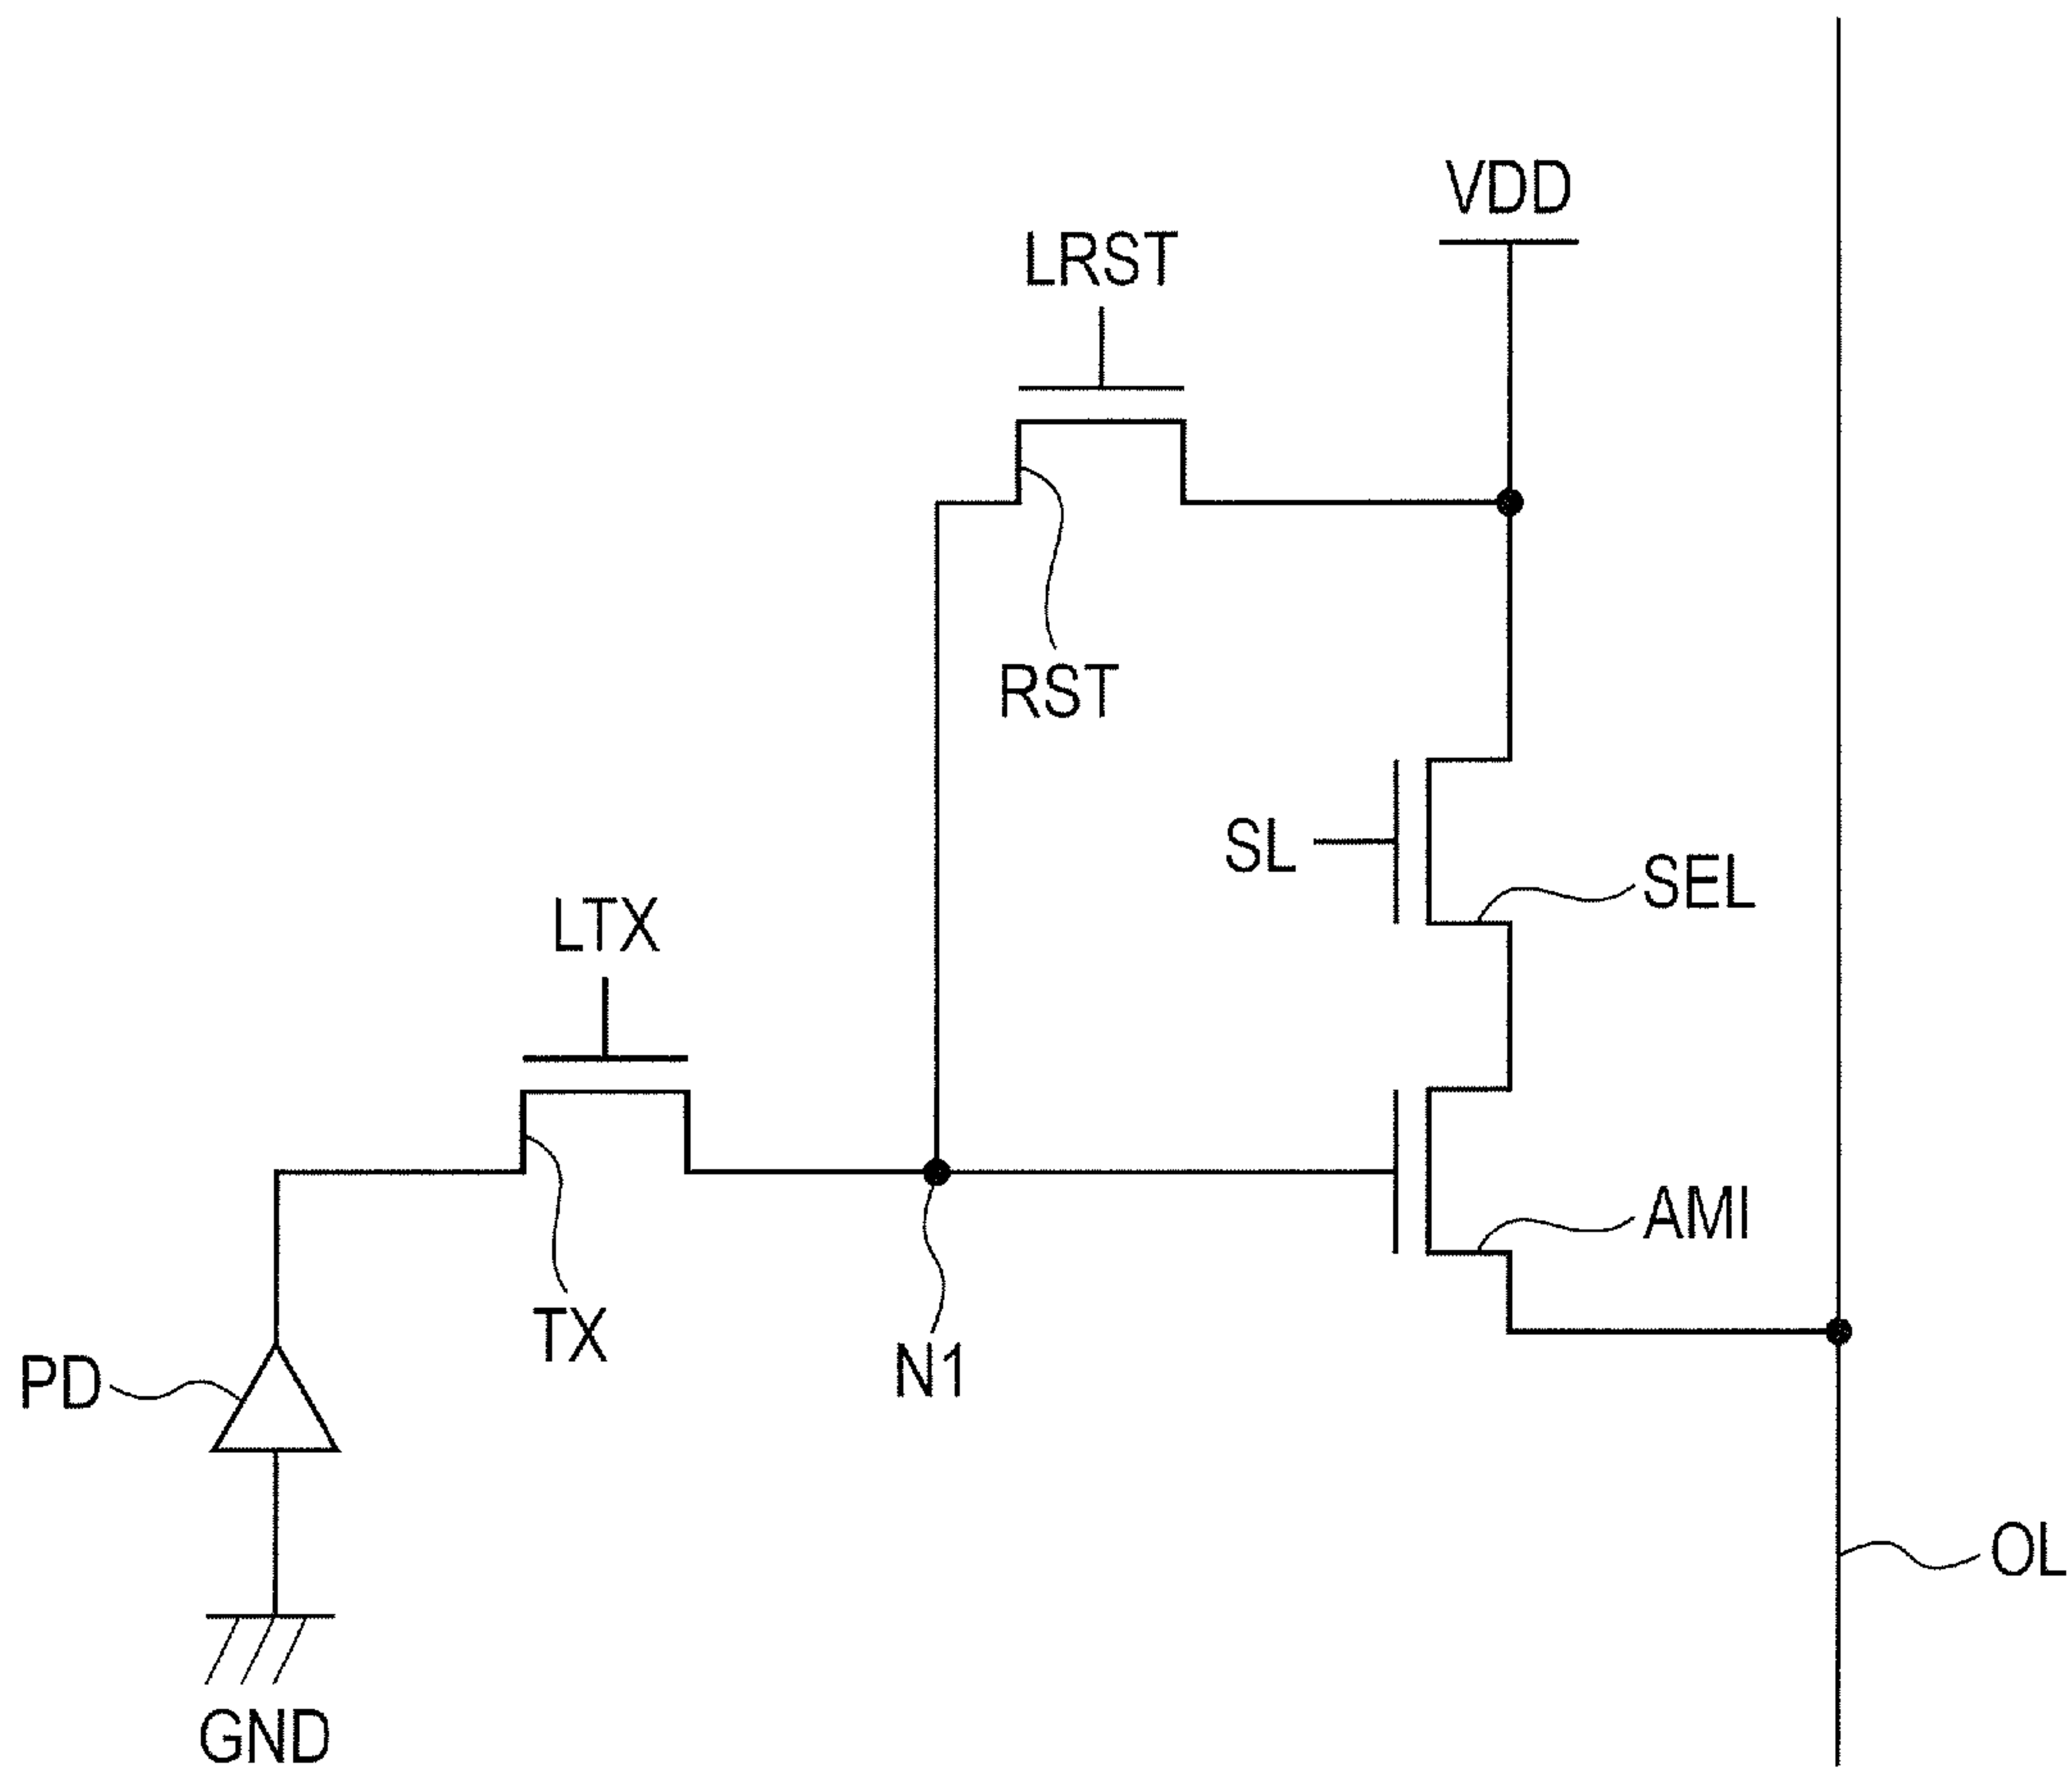 VDD
LRST
RST
SL
SEL
LTX
AMI
TX
N1
PD
OL
GND